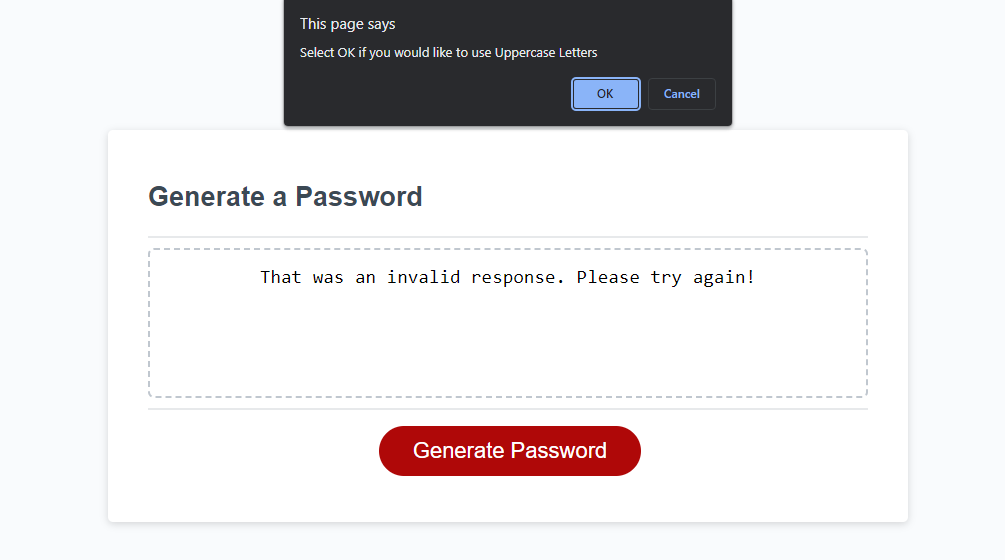 This page says
Select OK if you would like to use Uppercase Letters
OK
Cancel
Generate a Password
That was an invalid response. Please try again!
Generate Password